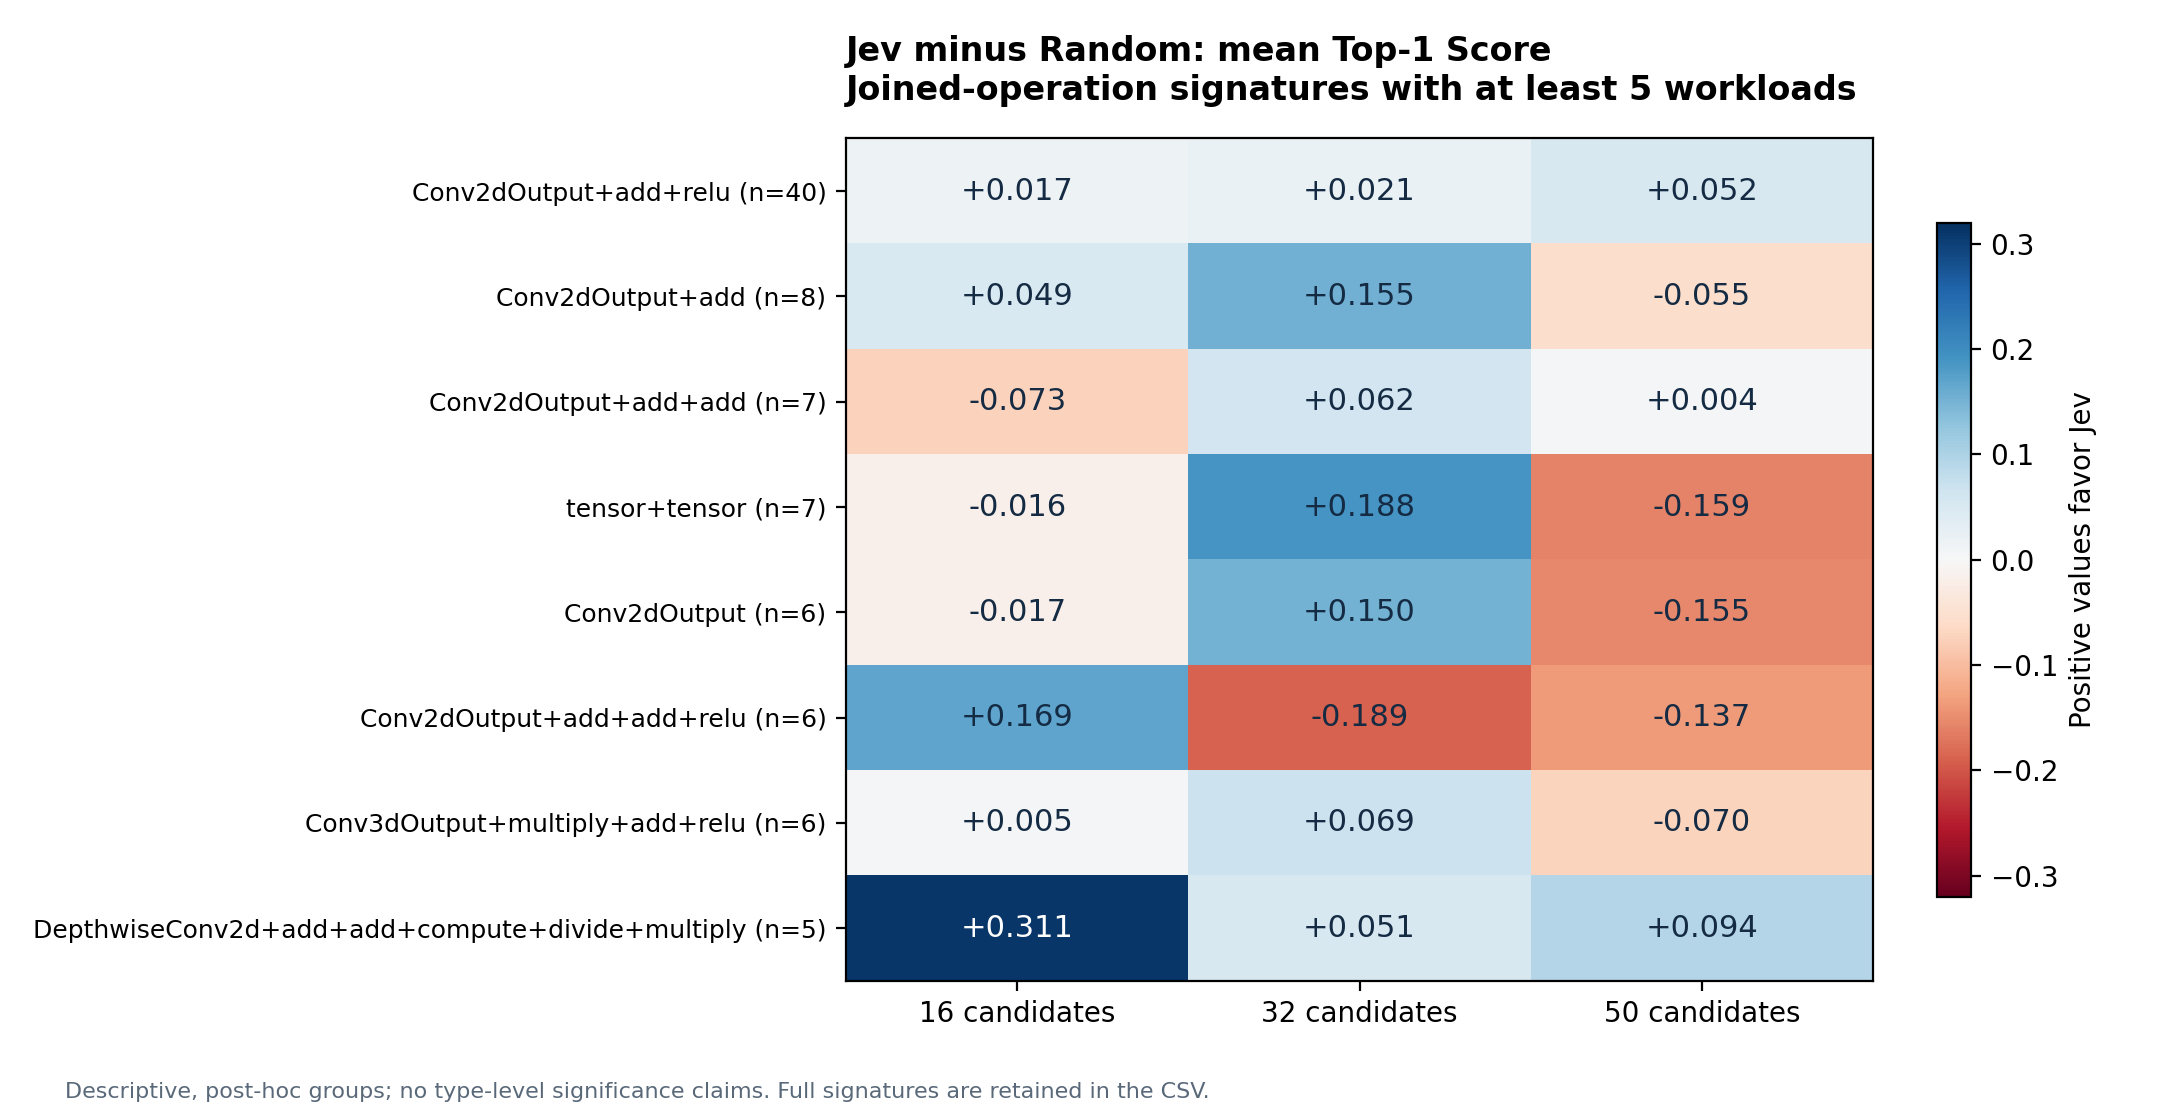 Jev minus Random: mean Top-1 Score
Joined-operation signatures with at least 5 workloads
Conv2dOutput+add+relu (n=40) +0.017 +0.021 +0.052
Conv2dOutput+add (n=8) +0.049 +0.155 -0.055
Conv2dOutput+add+add (n=7) -0.073 +0.062 +0.004
tensor+tensor (n=7) -0.016 +0.188 -0.159
Conv2dOutput (n=6) -0.017 +0.150 -0.155
Conv2dOutput+add+add+relu (n=6) +0.169 -0.189 -0.137
Conv3dOutput+multiply+add+relu (n=6) +0.005 +0.069 -0.070
DepthwiseConv2d+add+add+compute+divide+multiply (n=5) +0.311 +0.051 +0.094
16 candidates 32 candidates 50 candidates
0.3
0.2
0.1
0.0
−0.1
−0.2
−0.3
Positive values favor Jev
Descriptive, post-hoc groups; no type-level significance claims. Full signatures are retained in the CSV.